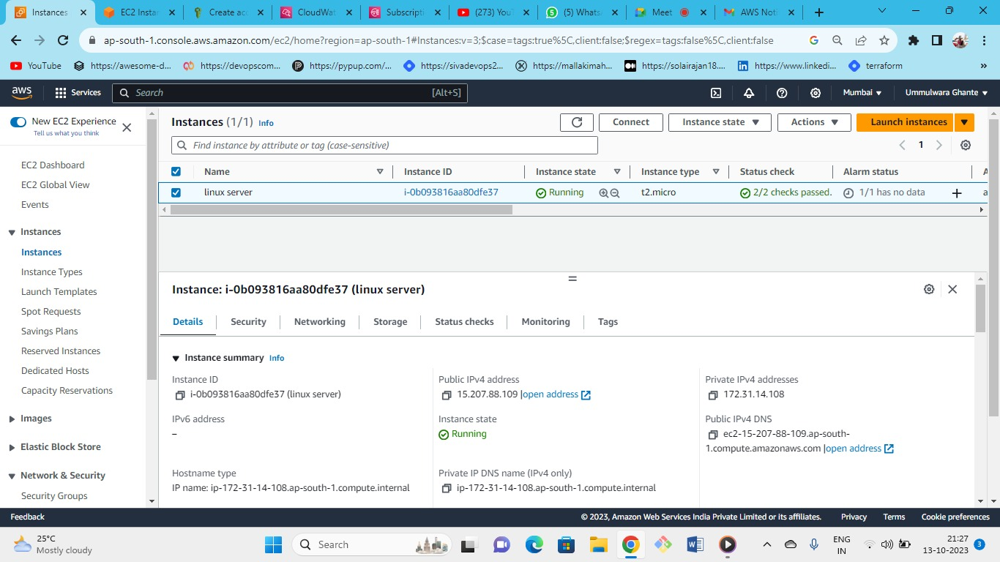 Instances
EC2 Instan
Create acc
CloudWat
Subscripti
(273) YouT
(5) Whats
Meet
AWS Noti
ap-south-1.console.aws.amazon.com/ec2/home?region=ap-south-1#Instances:v=3;$case=tags:true%5C,client:false;$regex=tags:false%5C,client:false
YouTube
https://awesome-d...
https://devopscom...
https://pypup.com/...
https://sivadevops2...
https://mallakimah...
https://solairajan18....
https://www.linkedi...
terraform
aws
Services
Search
[Alt+S]
Mumbai
Ummulwara Ghante
New EC2 Experience
Tell us what you think
EC2 Dashboard
EC2 Global View
Events
Instances
Instances
Instance Types
Launch Templates
Spot Requests
Savings Plans
Reserved Instances
Dedicated Hosts
Capacity Reservations
Images
Elastic Block Store
Network & Security
Security Groups
Instances (1/1) Info
Connect
Instance state
Actions
Launch instances
Find instance by attribute or tag (case-sensitive)
1
Name
Instance ID
Instance state
Instance type
Status check
Alarm status
A
linux server
i-0b093816aa80dfe37
Running
t2.micro
2/2 checks passed.
1/1 has no data
a
Instance: i-0b093816aa80dfe37 (linux server)
Details
Security
Networking
Storage
Status checks
Monitoring
Tags
Instance summary Info
Instance ID
i-0b093816aa80dfe37 (linux server)
Public IPv4 address
15.207.88.109 |open address
Private IPv4 addresses
172.31.14.108
IPv6 address
–
Instance state
Running
Public IPv4 DNS
ec2-15-207-88-109.ap-south-
1.compute.amazonaws.com |open address
Hostname type
IP name: ip-172-31-14-108.ap-south-1.compute.internal
Private IP DNS name (IPv4 only)
ip-172-31-14-108.ap-south-1.compute.internal
Feedback
© 2023, Amazon Web Services India Private Limited or its affiliates.
Privacy
Terms
Cookie preferences
25°C
Mostly cloudy
Search
ENG
IN
21:27
13-10-2023
3